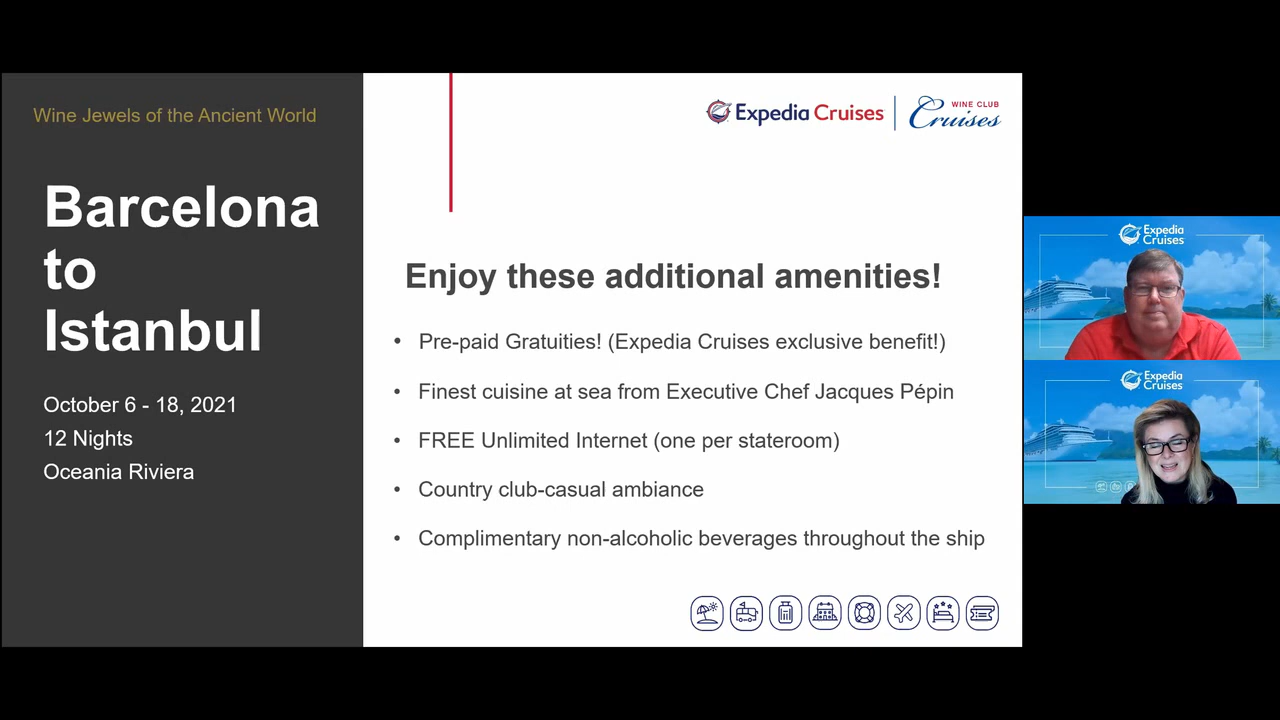 Wine Jewels of the Ancient World
Barcelona
to
Istanbul
October 6 - 18, 2021
12 Nights
Oceania Riviera
Expedia Cruises
WINE CLUB
Cruises
Enjoy these additional amenities!
• Pre-paid Gratuities! (Expedia Cruises exclusive benefit!)
• Finest cuisine at sea from Executive Chef Jacques Pépin
• FREE Unlimited Internet (one per stateroom)
• Country club-casual ambiance
• Complimentary non-alcoholic beverages throughout the ship
Expedia
Cruises
Expedia
Cruises